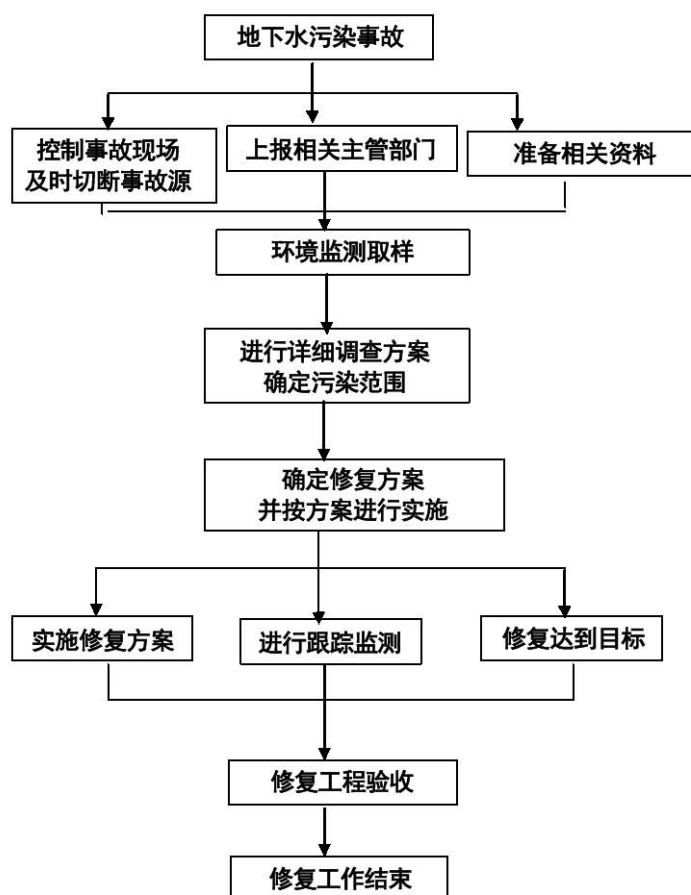 地下水污染事故
控制事故现场
及时切断事故源
上报相关主管部门
准备相关资料
环境监测取样
进行详细调查方案
确定污染范围
确定修复方案
并按方案进行实施
实施修复方案
进行跟踪监测
修复达到目标
修复工程验收
修复工作结束